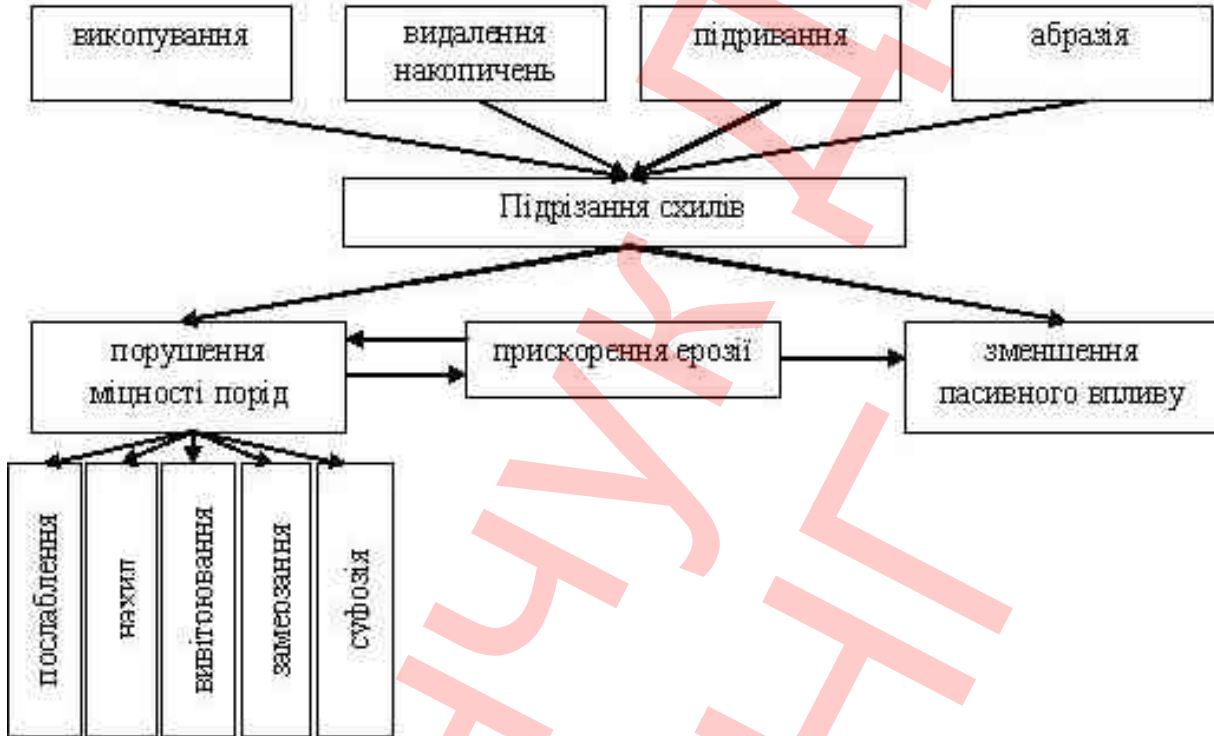 викопування
видалення
накопичень
підривання
абразія
Підрізання схилів
порушення
міцності порід
прискорення ерозії
зменшення
пасивного впливу
послаблення
нахил
вивітоювання
замерзання
суфозія